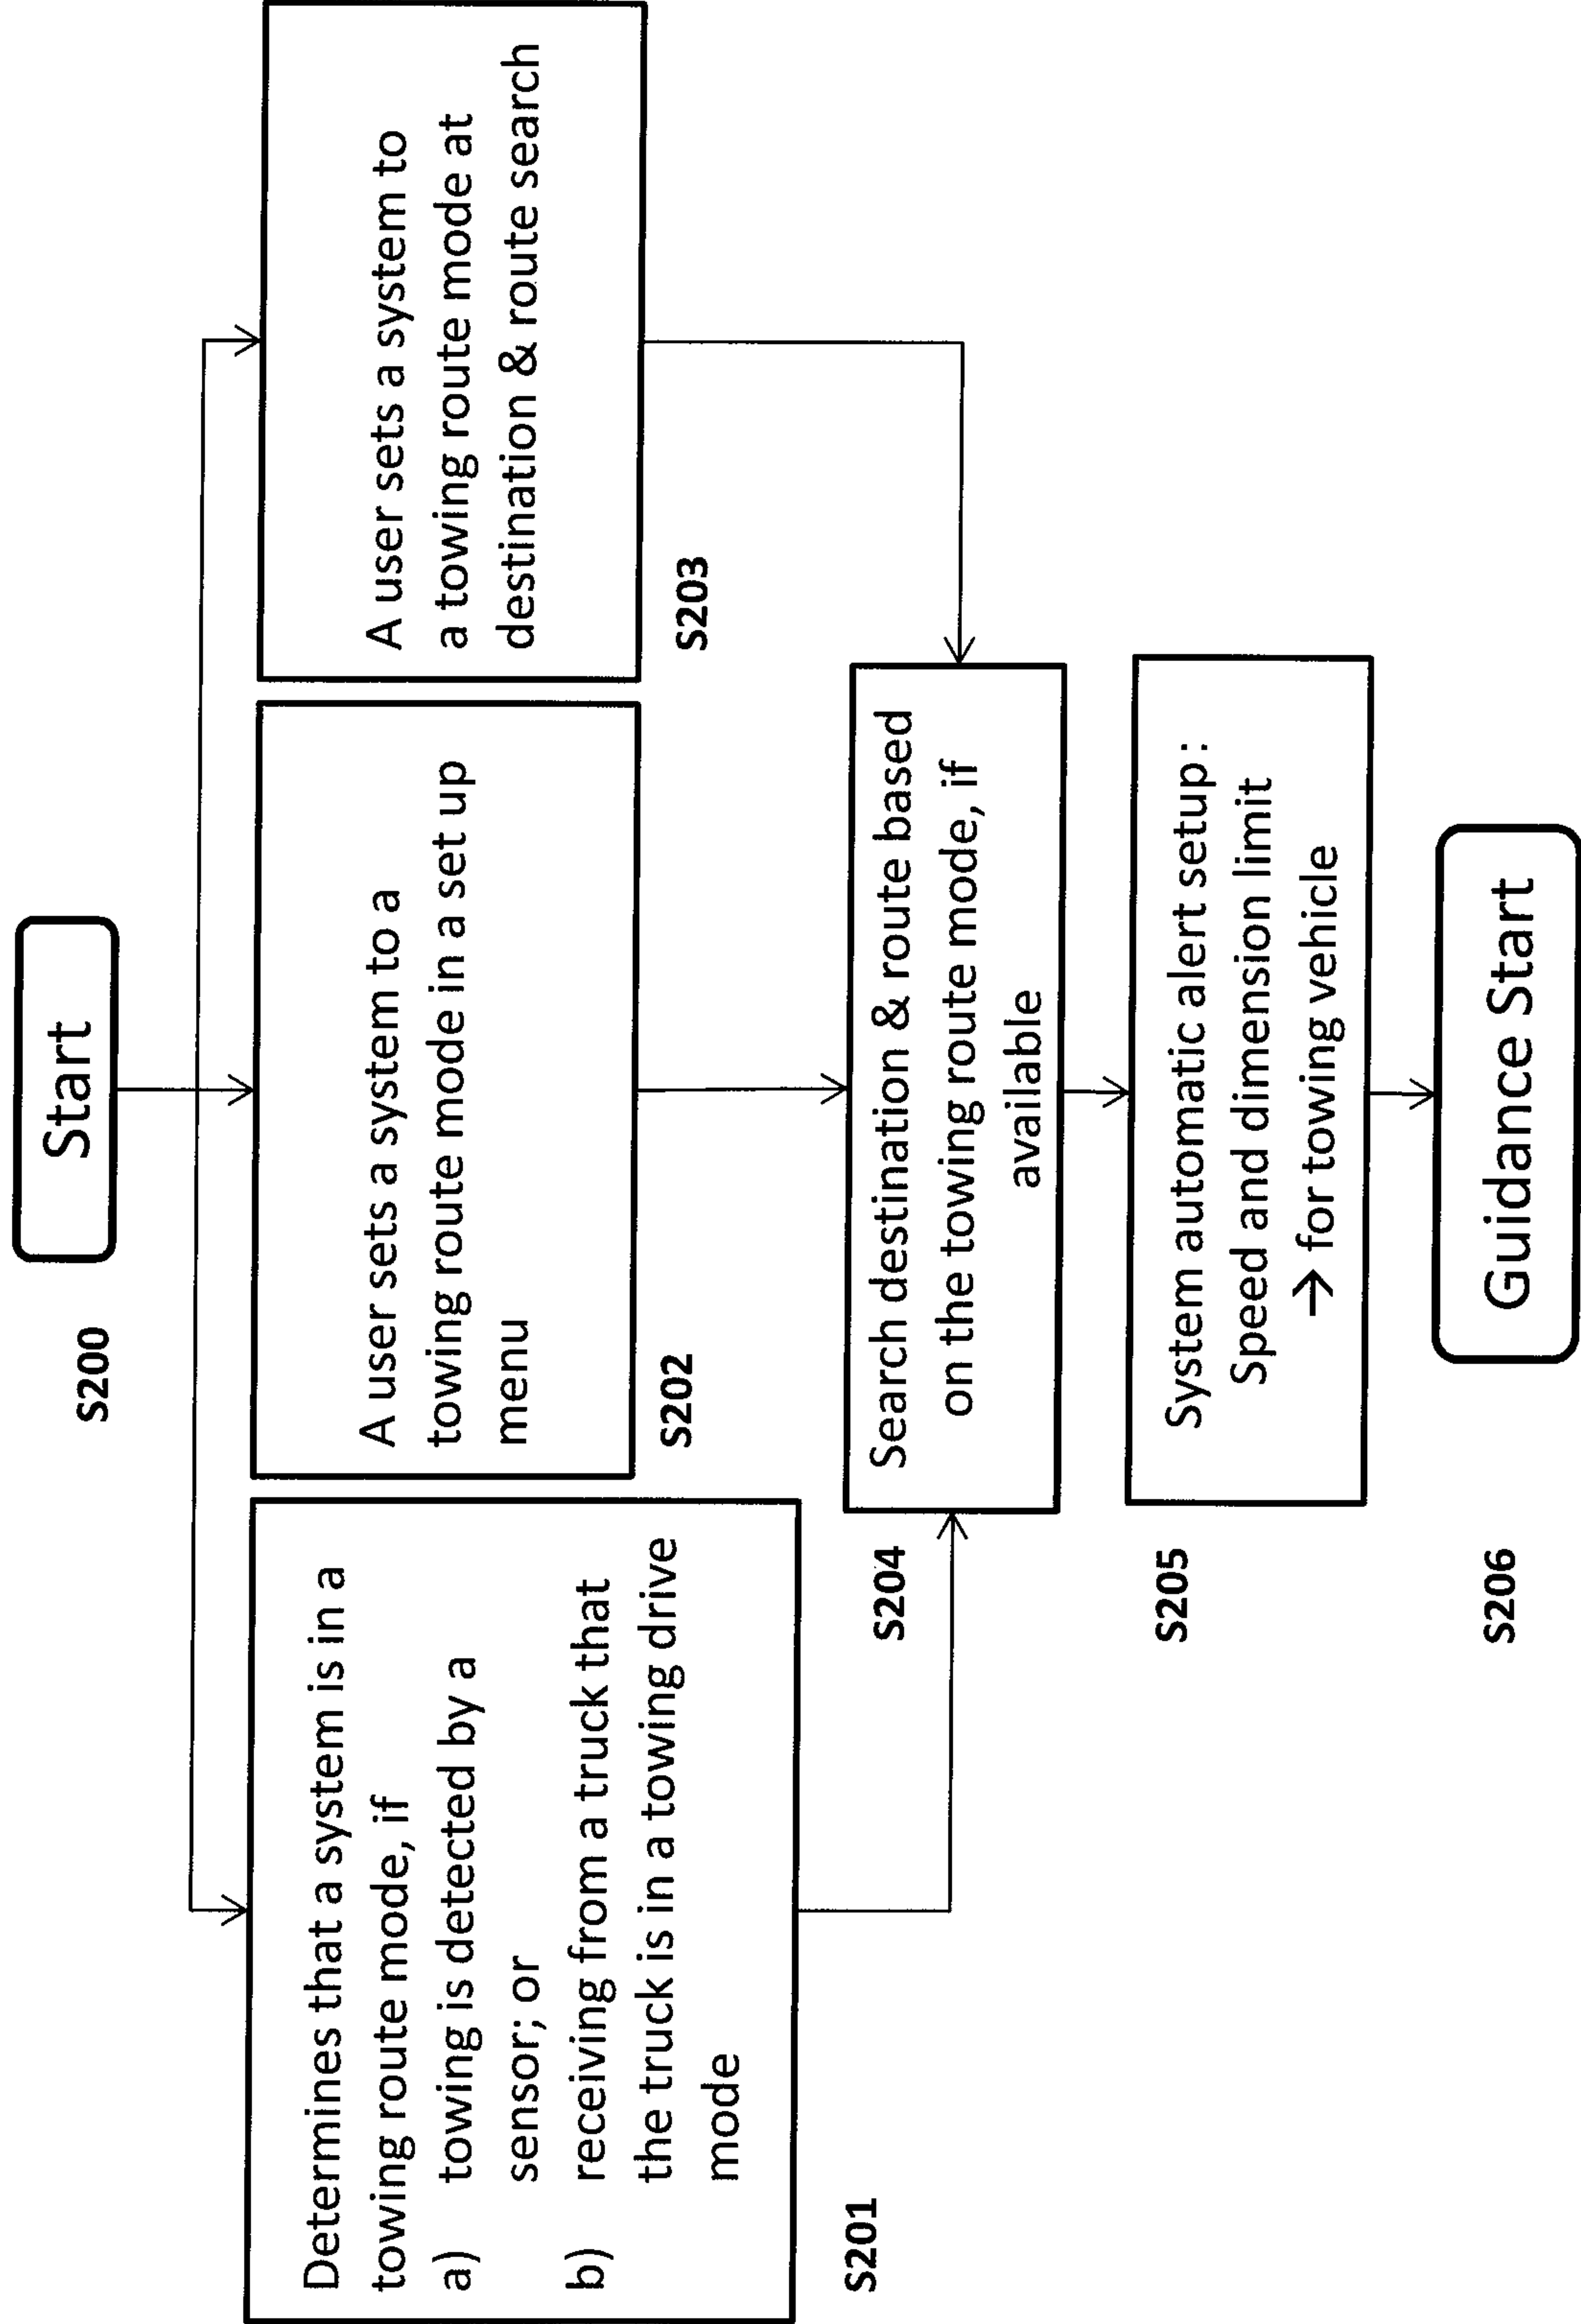 Start
S200
Determines that a system is in a
towing route mode, if
a) towing is detected by a
sensor; or
b) receiving from a truck that
the truck is in a towing drive
mode
S201
A user sets a system to a
towing route mode in a set up
menu
S202
A user sets a system to
a towing route mode at
destination & route search
S203
Search destination & route based
on the towing route mode, if
available
S204
System automatic alert setup:
Speed and dimension limit
→ for towing vehicle
S205
Guidance Start
S206